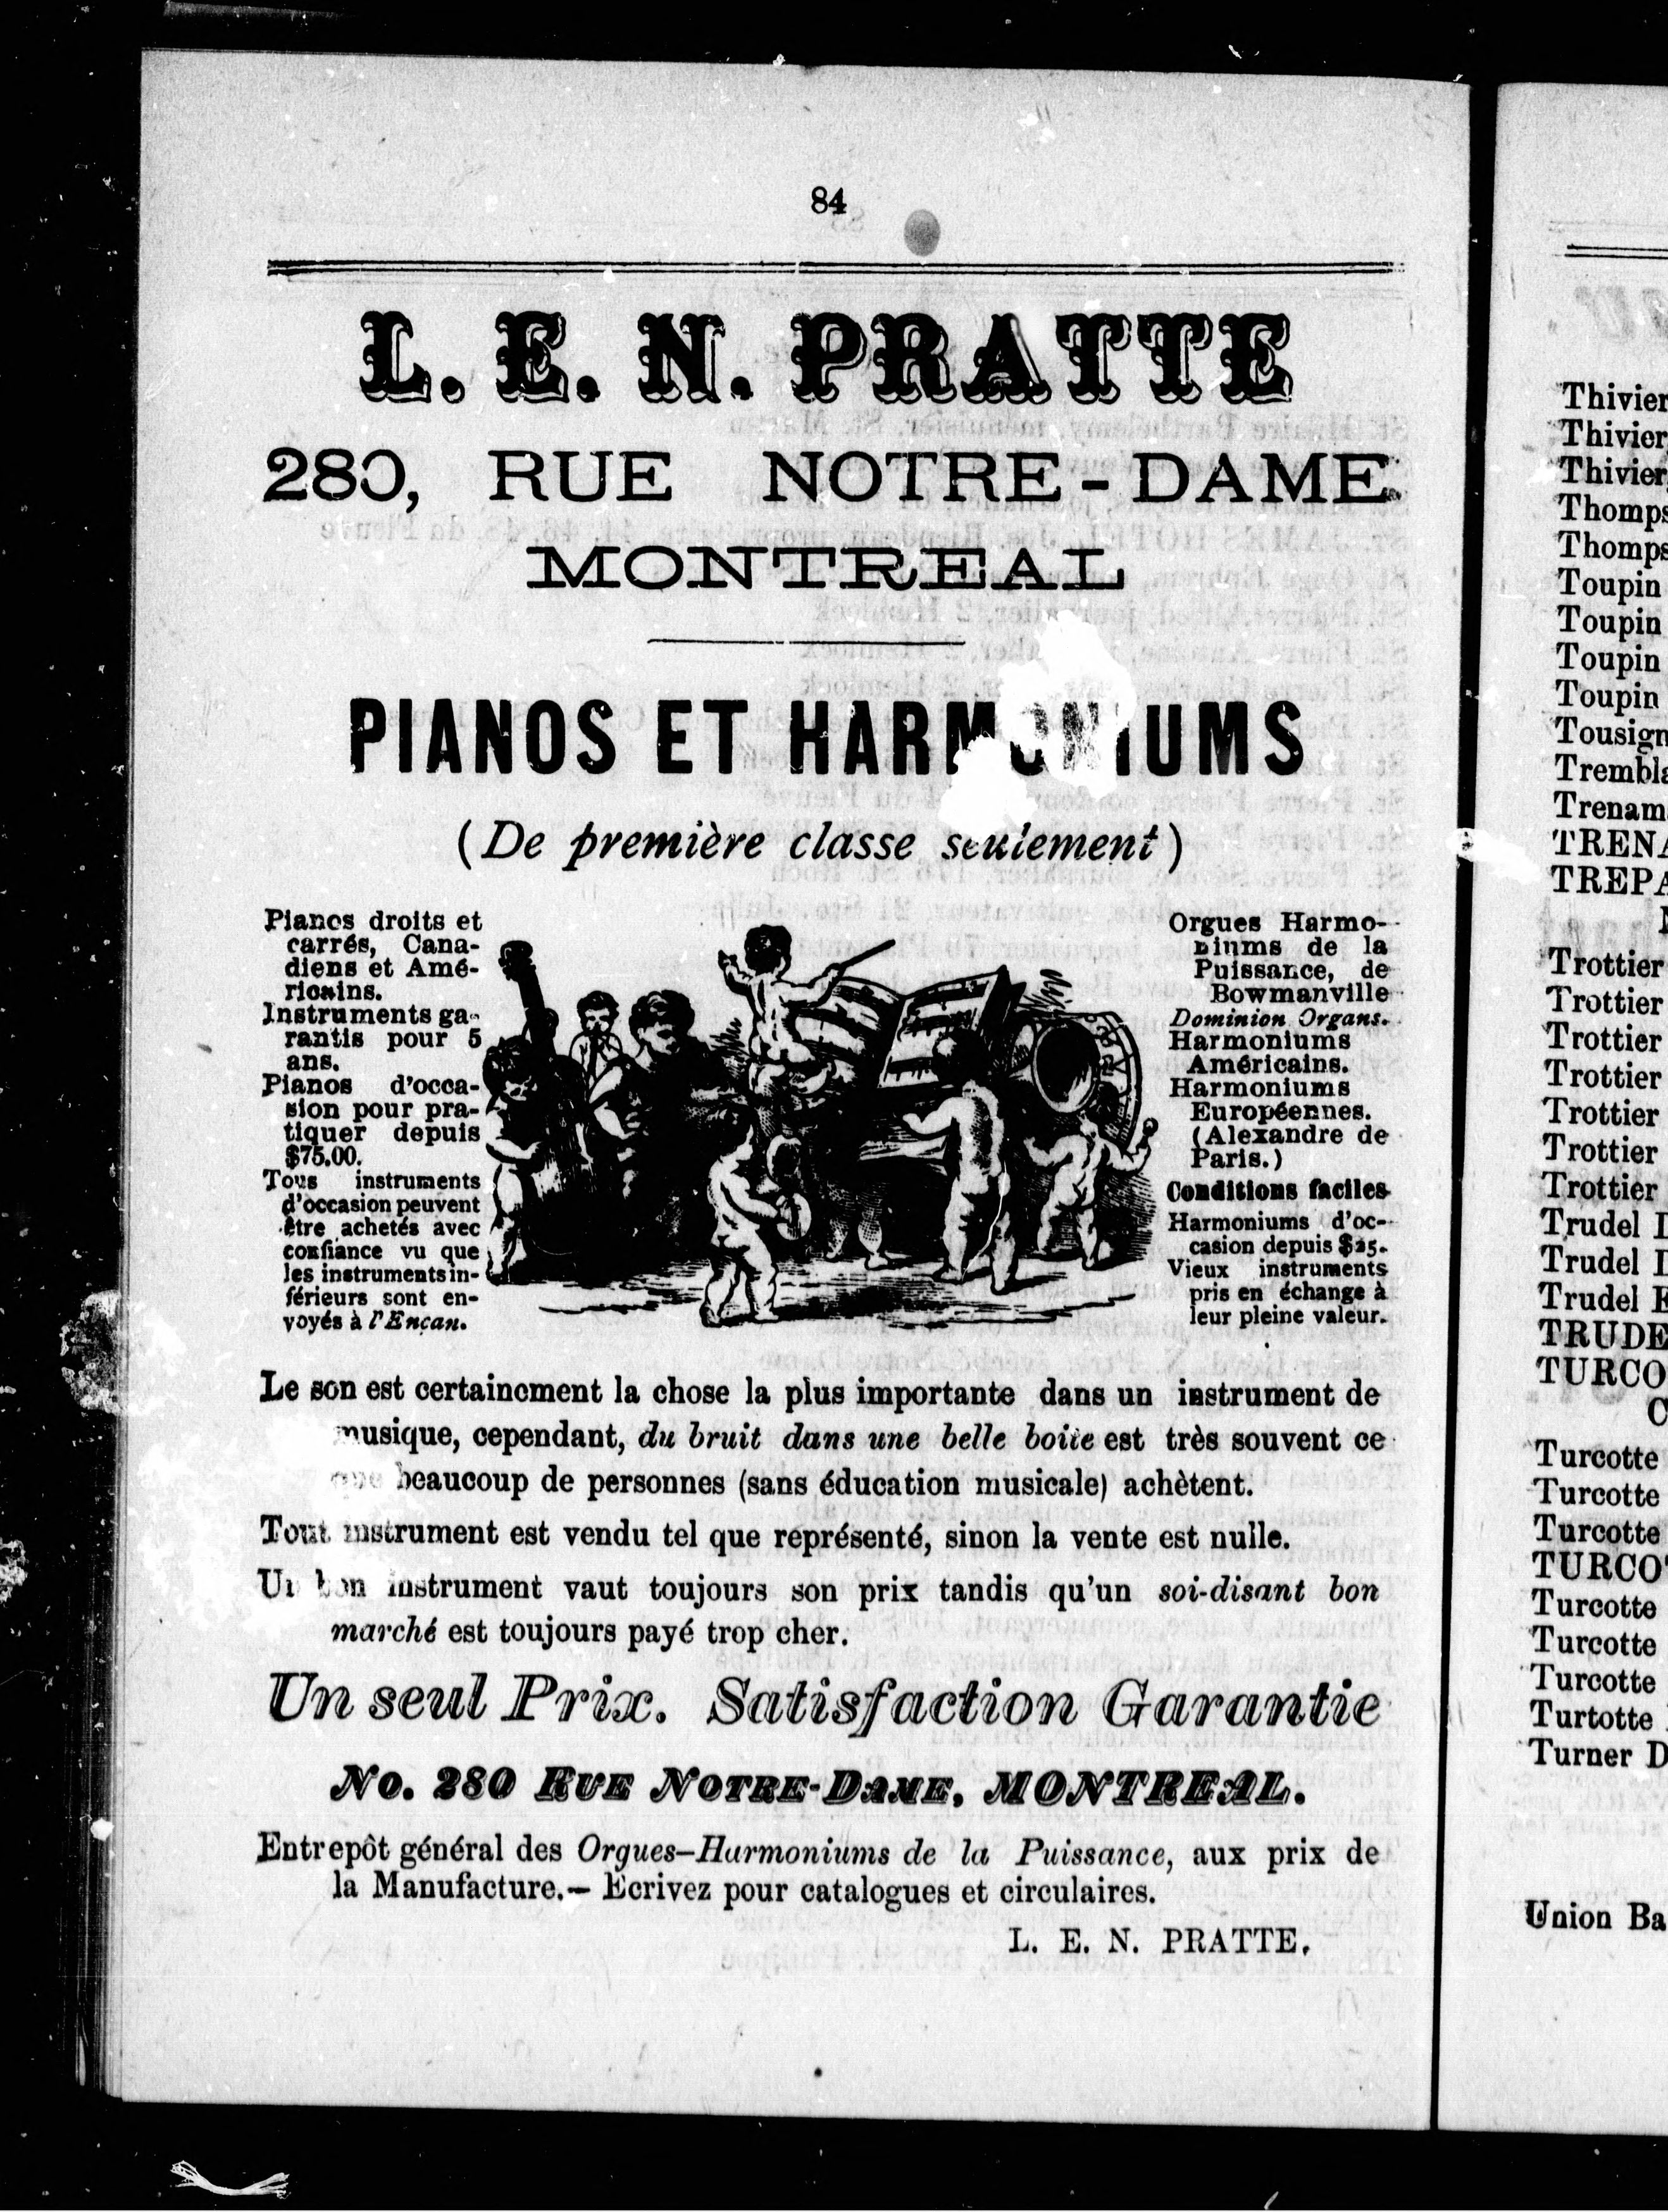 84
L. E. N. PRATTE
280, RUE NOTRE-DAME
MONTREAL
PIANOS ET HARMONIUMS
(De première classe seulement)
Pianos droits et
carrés, Cana-
diens et Amé-
ricains.
Instruments ga-
rantis pour 5
ans.
Pianos d'occa-
sion pour pra-
tiquer depuis
$75.00.
Tous instruments
d'occasion peuvent
être achetés avec
confiance vu que
les instruments in-
férieurs sont en-
voyés à l'Encan.
Orgues Harmo-
niums de la
Puissance, de
Bowmanville
Dominion Organs.
Harmoniums
Américains.
Harmoniums
Européennes.
(Alexandre de
Paris.)
Conditions faciles
Harmoniums d'oc-
casion depuis $25.
Vieux instruments
pris en échange à
leur pleine valeur.
Le son est certainement la chose la plus importante dans un instrument de
musique, cependant, du bruit dans une belle boite est très souvent ce
que beaucoup de personnes (sans éducation musicale) achètent.
Tout instrument est vendu tel que représenté, sinon la vente est nulle.
Un bon instrument vaut toujours son prix tandis qu'un soi-disant bon
marché est toujours payé trop cher.
Un seul Prix. Satisfaction Garantie
No. 280 RUE NOTRE-DAME, MONTREAL.
Entrepôt général des Orgues-Harmoniums de la Puissance, aux prix de
la Manufacture.— Ecrivez pour catalogues et circulaires.
L. E. N. PRATTE.
Thivier
Thivier
Thivier
Thomps
Thomps
Toupin
Toupin
Toupin
Toupin
Tousign
Trembla
Trenam
TRENA
TREPA
Trottier
Trottier
Trottier
Trottier
Trottier
Trottier
Trottier
Trudel
Trudel
Trudel E
TRUDE
TURCO
C
Turcotte
Turcotte
Turcotte
TURCOT
Turcotte
Turcotte
Turcotte
Turtotte
Turner D
Union Ba